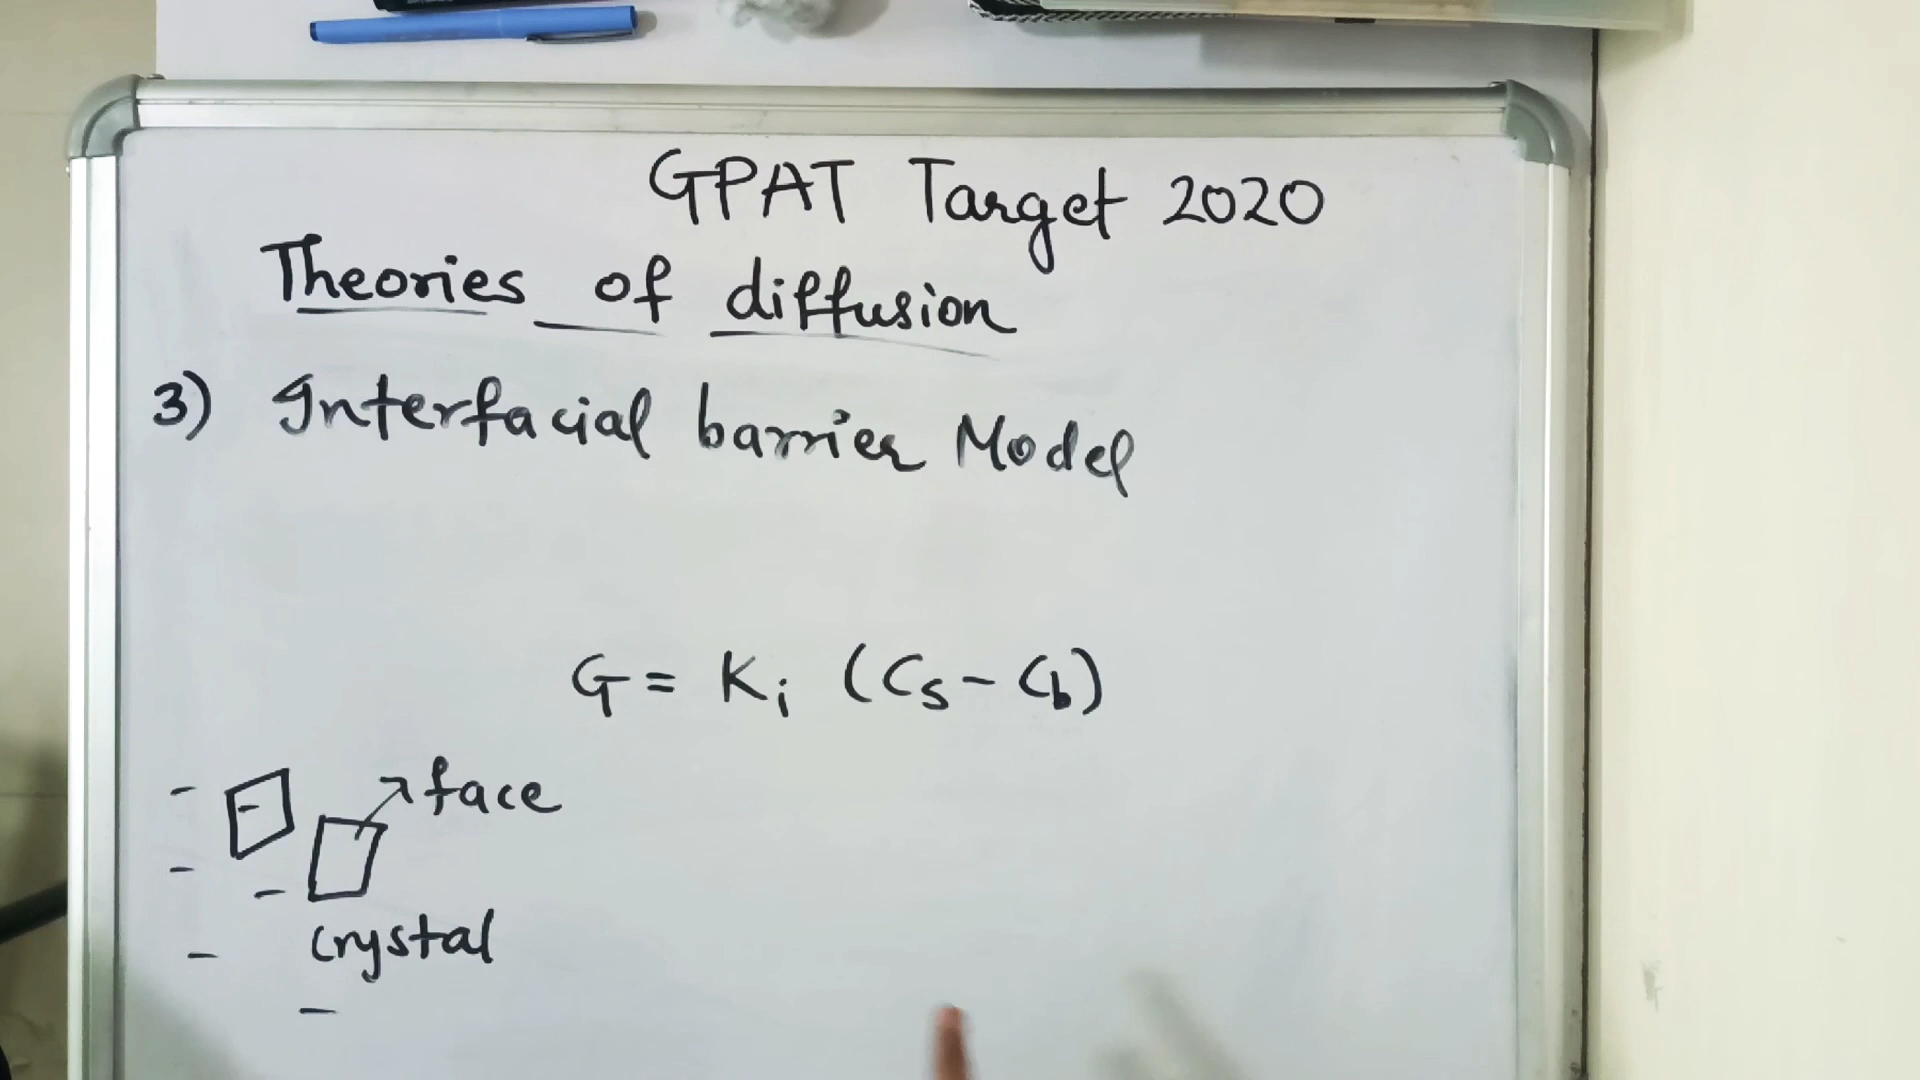 GPAT Target 2020
Theories of diffusion
3) Interfacial barrier Model
G = Ki (Cs - Cb)
face
crystal